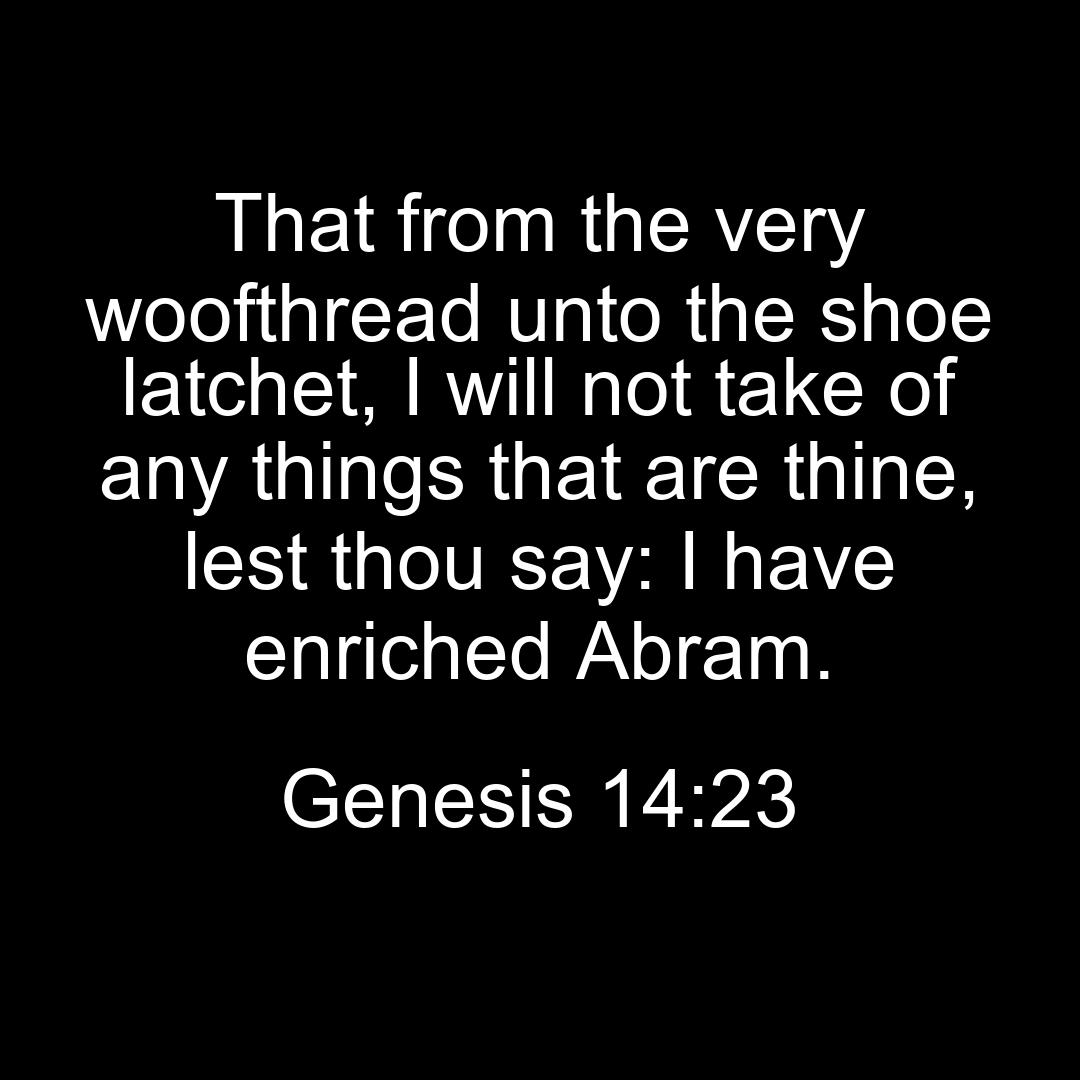 That from the very
woofthread unto the shoe
latchet, I will not take of
any things that are thine,
lest thou say: I have
enriched Abram.
Genesis 14:23